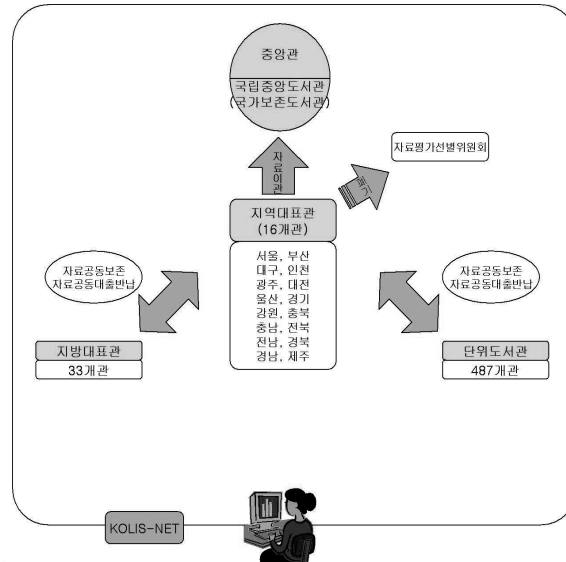 중앙관
국립중앙도서관
(국가보존도서관)
자료이관
폐기
자료평가선별위원회
지역대표관
(16개관)
서울, 부산
대구, 인천
광주, 대전
울산, 경기
강원, 충북
충남, 전북
전남, 경북
경남, 제주
자료공동보존
자료공동대출반납
자료공동보존
자료공동대출반납
지방대표관
33개관
단위도서관
487개관
KOLIS-NET